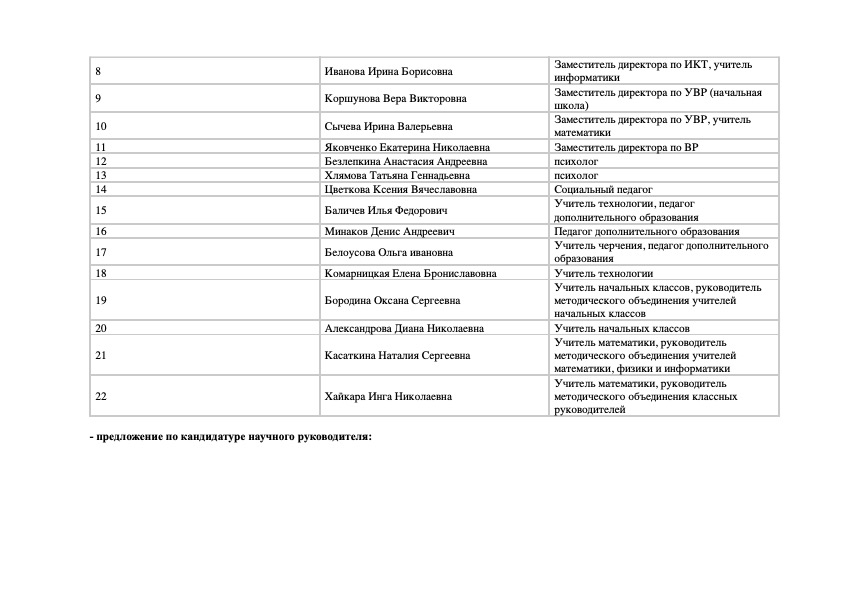 8 Иванова Ирина Борисовна Заместитель директора по ИКТ, учитель
информатики
9 Коршунова Вера Викторовна Заместитель директора по УВР (начальная
школа)
10 Сычева Ирина Валерьевна Заместитель директора по УВР, учитель
математики
11 Яковченко Екатерина Николаевна Заместитель директора по ВР
12 Безлепкина Анастасия Андреевна психолог
13 Хлямова Татьяна Геннадьевна психолог
14 Цветкова Ксения Вячеславовна Социальный педагог
15 Баличев Илья Федорович Учитель технологии, педагог
дополнительного образования
16 Минаков Денис Андреевич Педагог дополнительного образования
17 Белоусова Ольга ивановна Учитель черчения, педагог дополнительного
образования
18 Комарницкая Елена Брониславовна Учитель технологии
19 Бородина Оксана Сергеевна Учитель начальных классов, руководитель
методического объединения учителей
начальных классов
20 Александрова Диана Николаевна Учитель начальных классов
21 Касаткина Наталия Сергеевна Учитель математики, руководитель
методического объединения учителей
математики, физики и информатики
22 Хайкара Инга Николаевна Учитель математики, руководитель
методического объединения классных
руководителей
- предложение по кандидатуре научного руководителя: